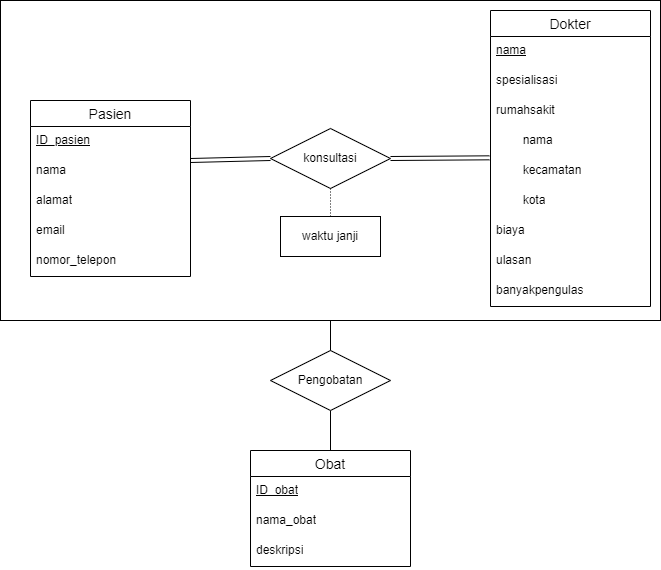 Pasien
ID_pasien
nama
alamat
email
nomor_telepon
konsultasi
waktu janji
Dokter
nama
spesialisasi
rumahsakit
nama
kecamatan
kota
biaya
ulasan
banyakpengulas
Pengobatan
Obat
ID_obat
nama_obat
deskripsi